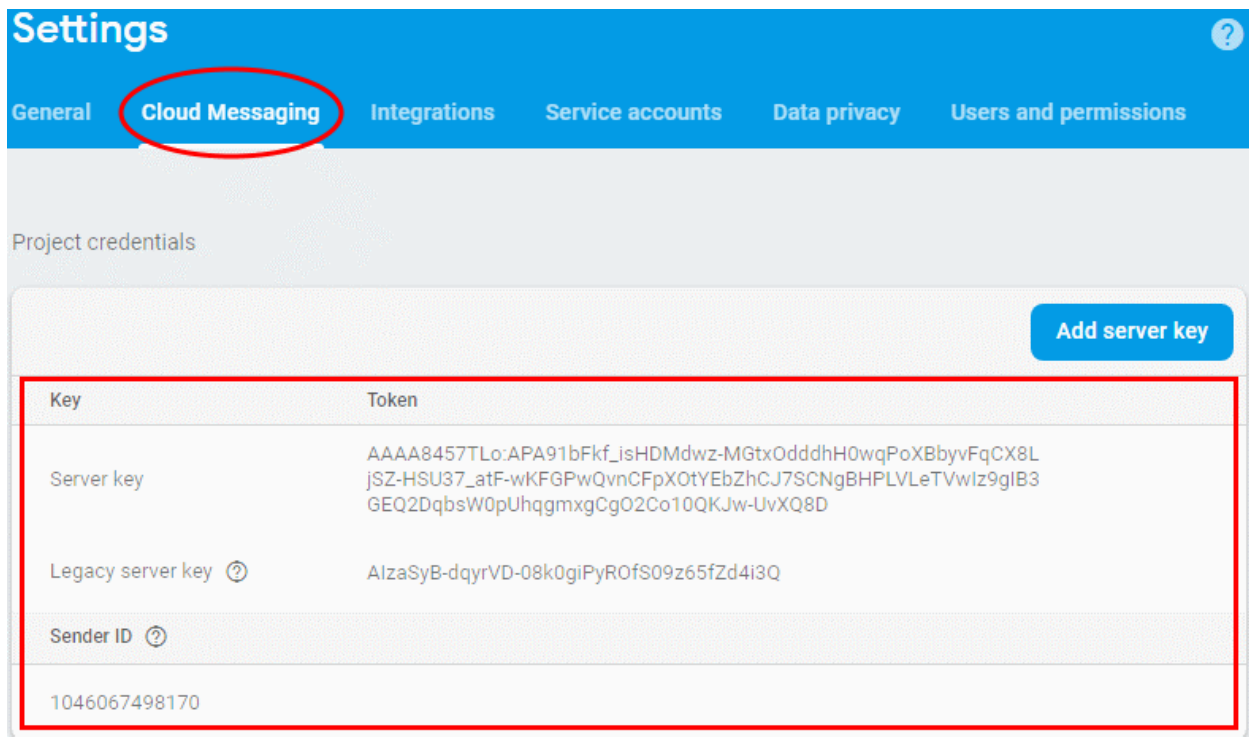 Settings
General Cloud Messaging Integrations Service accounts Data privacy Users and permissions
Project credentials
Add server key
Key Token
Server key
AAAA8457TLo:APA91bFkf_isHDMdwz-MGtxOdddhH0wqPoXBbyvFqCX8L
jSZ-HSU37_atF-wKFGPwQvnCFpXOtYEbZhCJ7SCNgBHPLVLeTVwIz9gIB3
GEQ2DqbsW0pUhqgmxgCgO2Co10QKJw-UvXQ8D
Legacy server key ? AIzaSyB-dqyrVD-08k0giPyROfS09z65fZd4i3Q
Sender ID ?
1046067498170